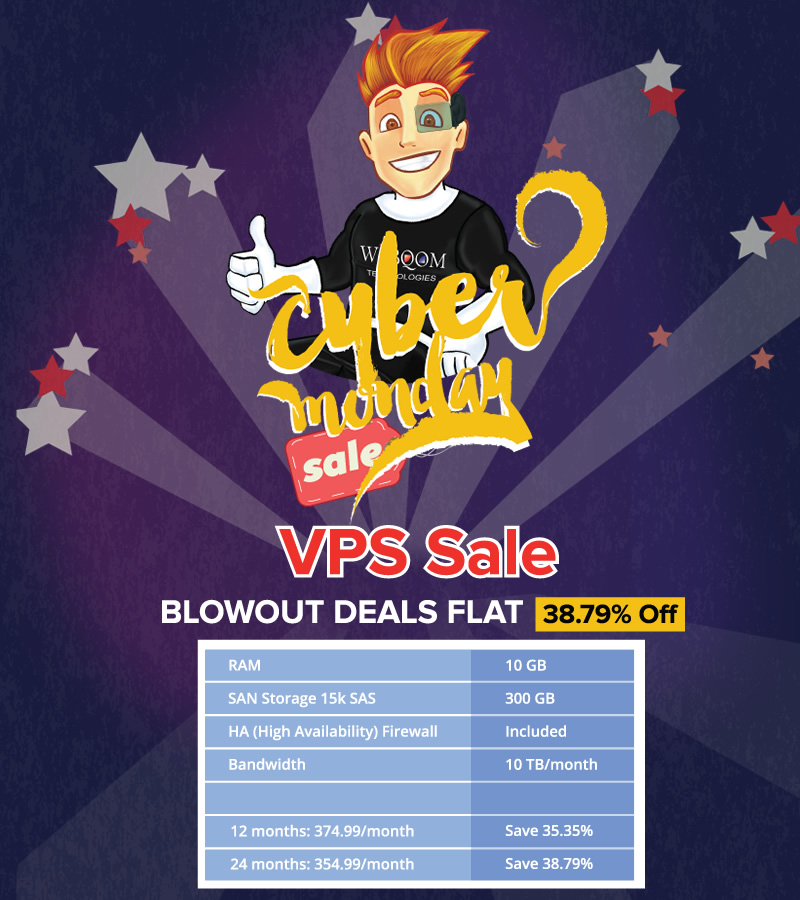 WEBQOM
TECHNOLOGIES
cyber
monday
sale
VPS Sale
BLOWOUT DEALS FLAT 38.79% Off
RAM 10 GB
SAN Storage 15k SAS 300 GB
HA (High Availability) Firewall Included
Bandwidth 10 TB/month
12 months: 374.99/month Save 35.35%
24 months: 354.99/month Save 38.79%